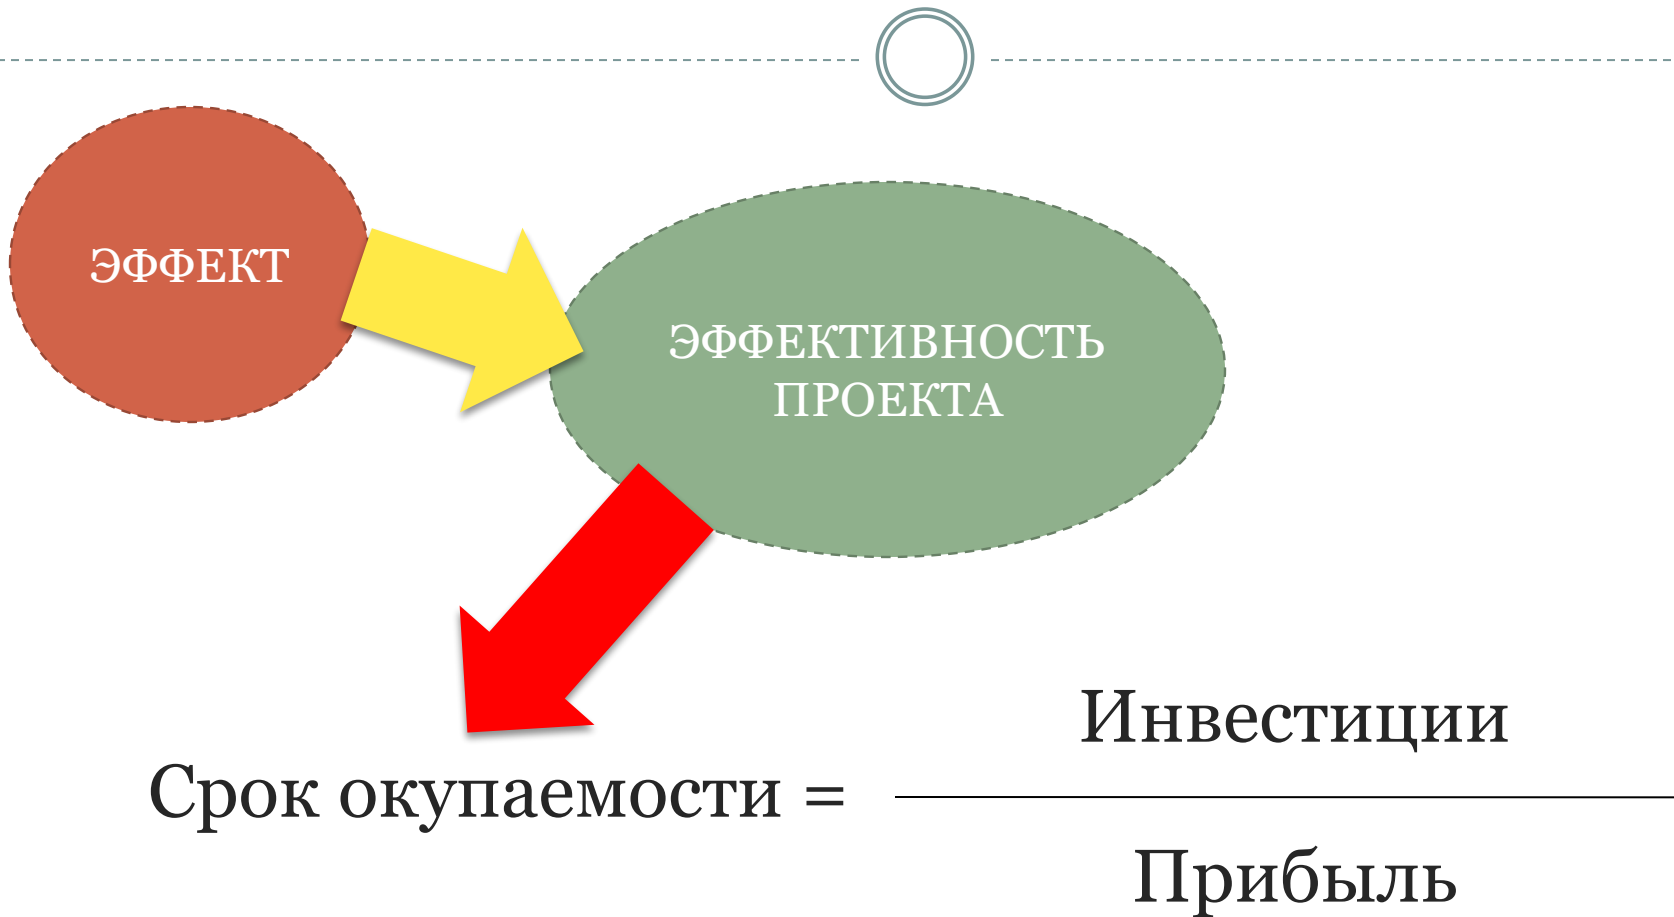 ЭФФЕКТ
ЭФФЕКТИВНОСТЬ
ПРОЕКТА
Инвестиции
Срок окупаемости =
Прибыль